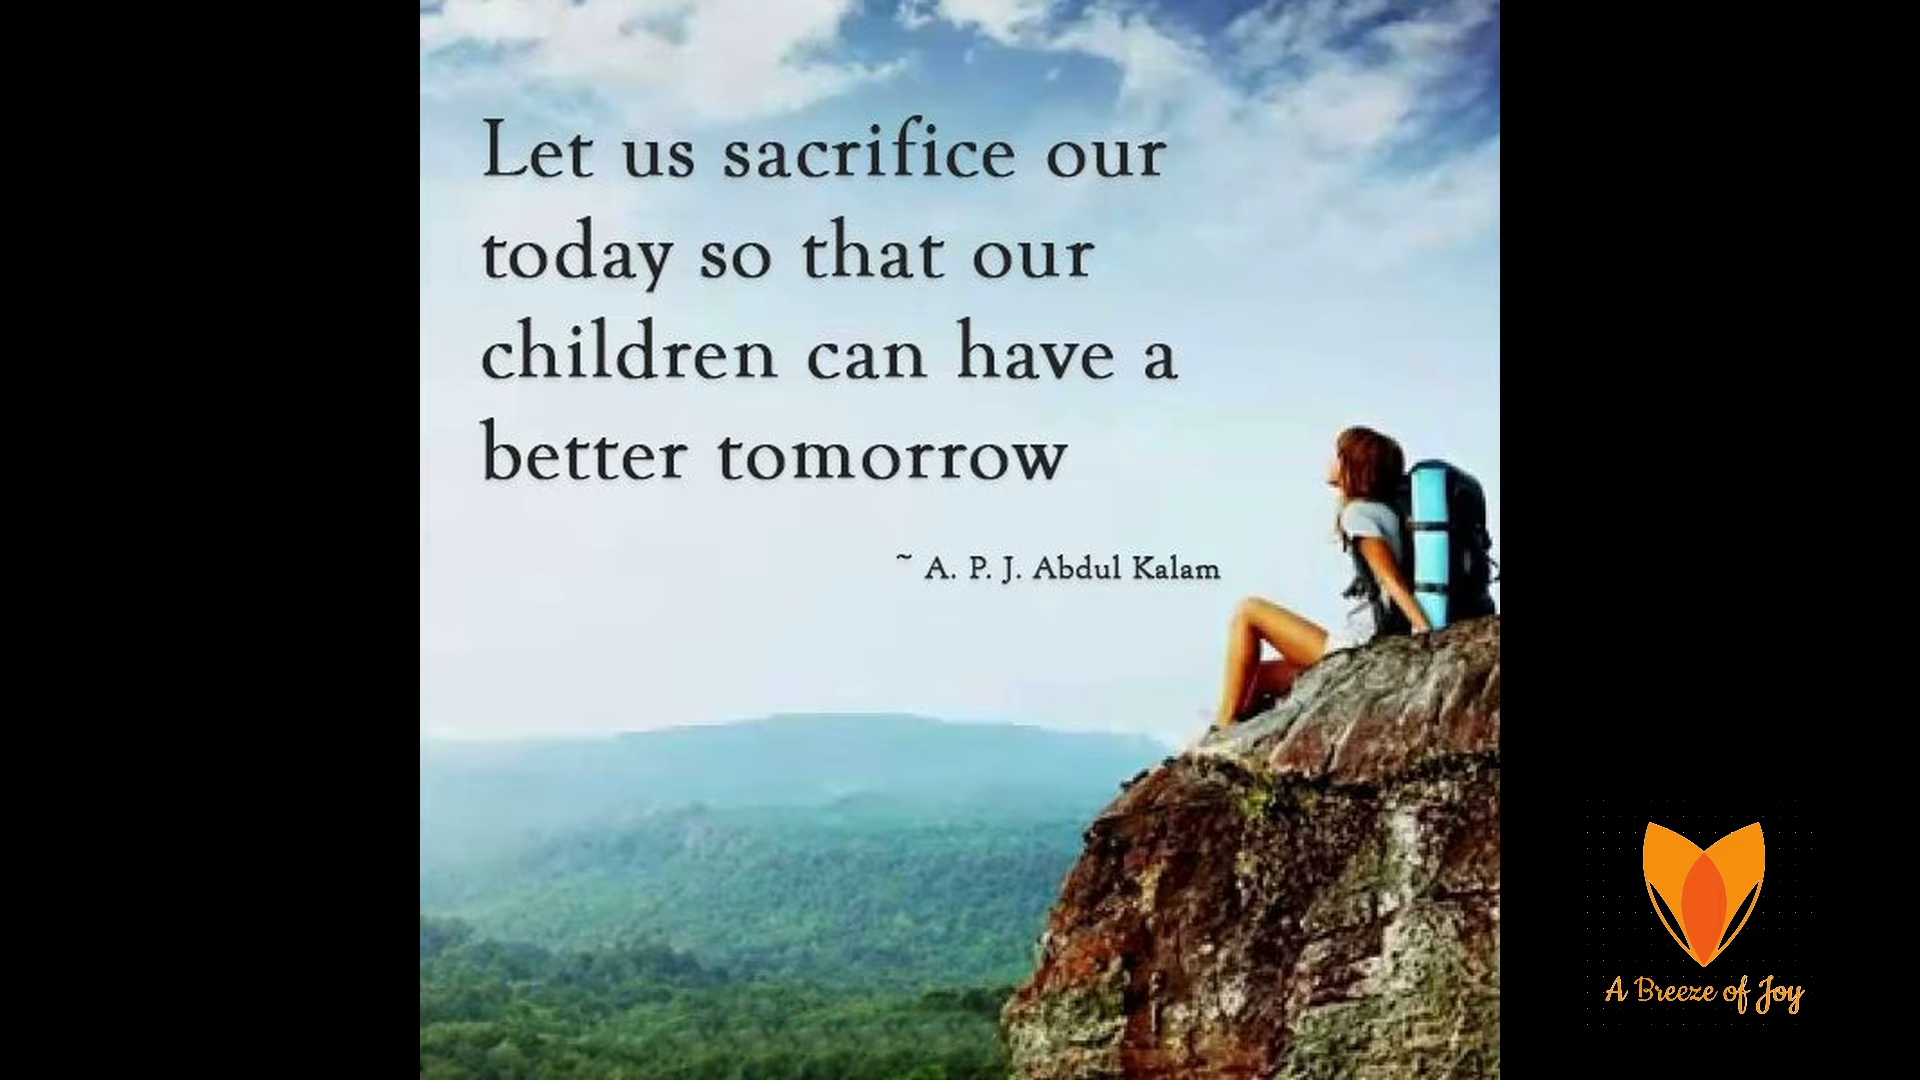 Let us sacrifice our
today so that our
children can have a
better tomorrow
~ A. P. J. Abdul Kalam
A Breeze of Joy